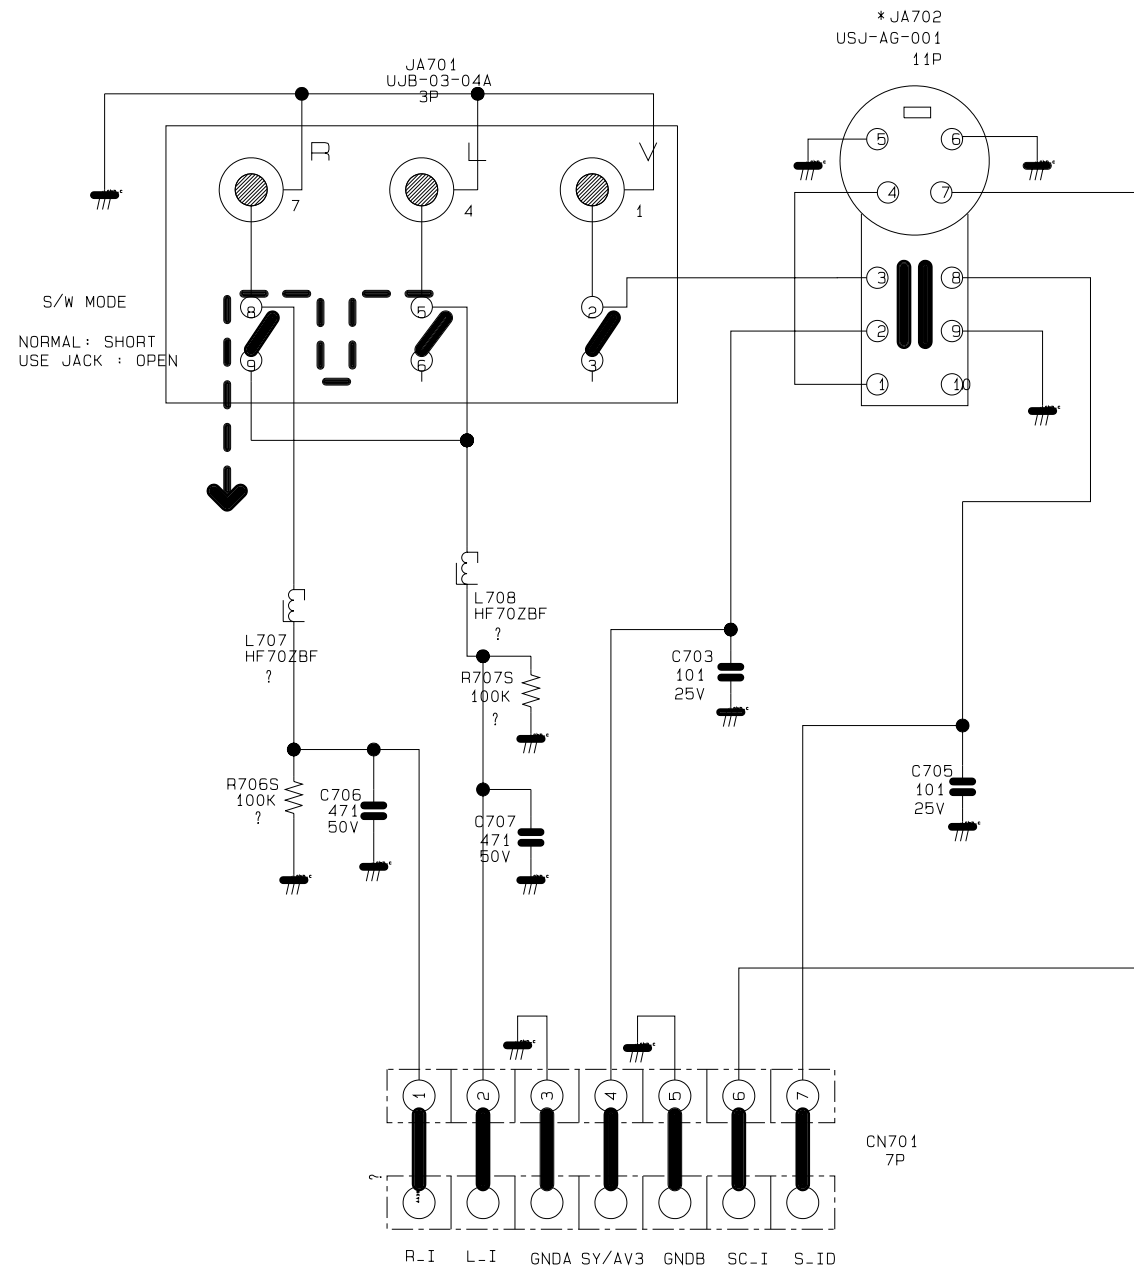 *JA702
USJ-AG-001
11P
JA701
UJB-03-04A
3P
R
L
V
7
4
1
5
6
4
7
3
8
2
9
1
10
S/W MODE
NORMAL: SHORT
USE JACK : OPEN
8
5
2
9
6
3
L708
HF70ZBF
?
L707
HF70ZBF
?
R707S
100K
?
C703
101
25V
R706S
100K
?
C706
471
50V
C707
471
50V
C705
101
25V
1
2
3
4
5
6
7
CN701
7P
?
R_I
L_I
GNDA
SY/AV3
GNDB
SC_I
S_ID